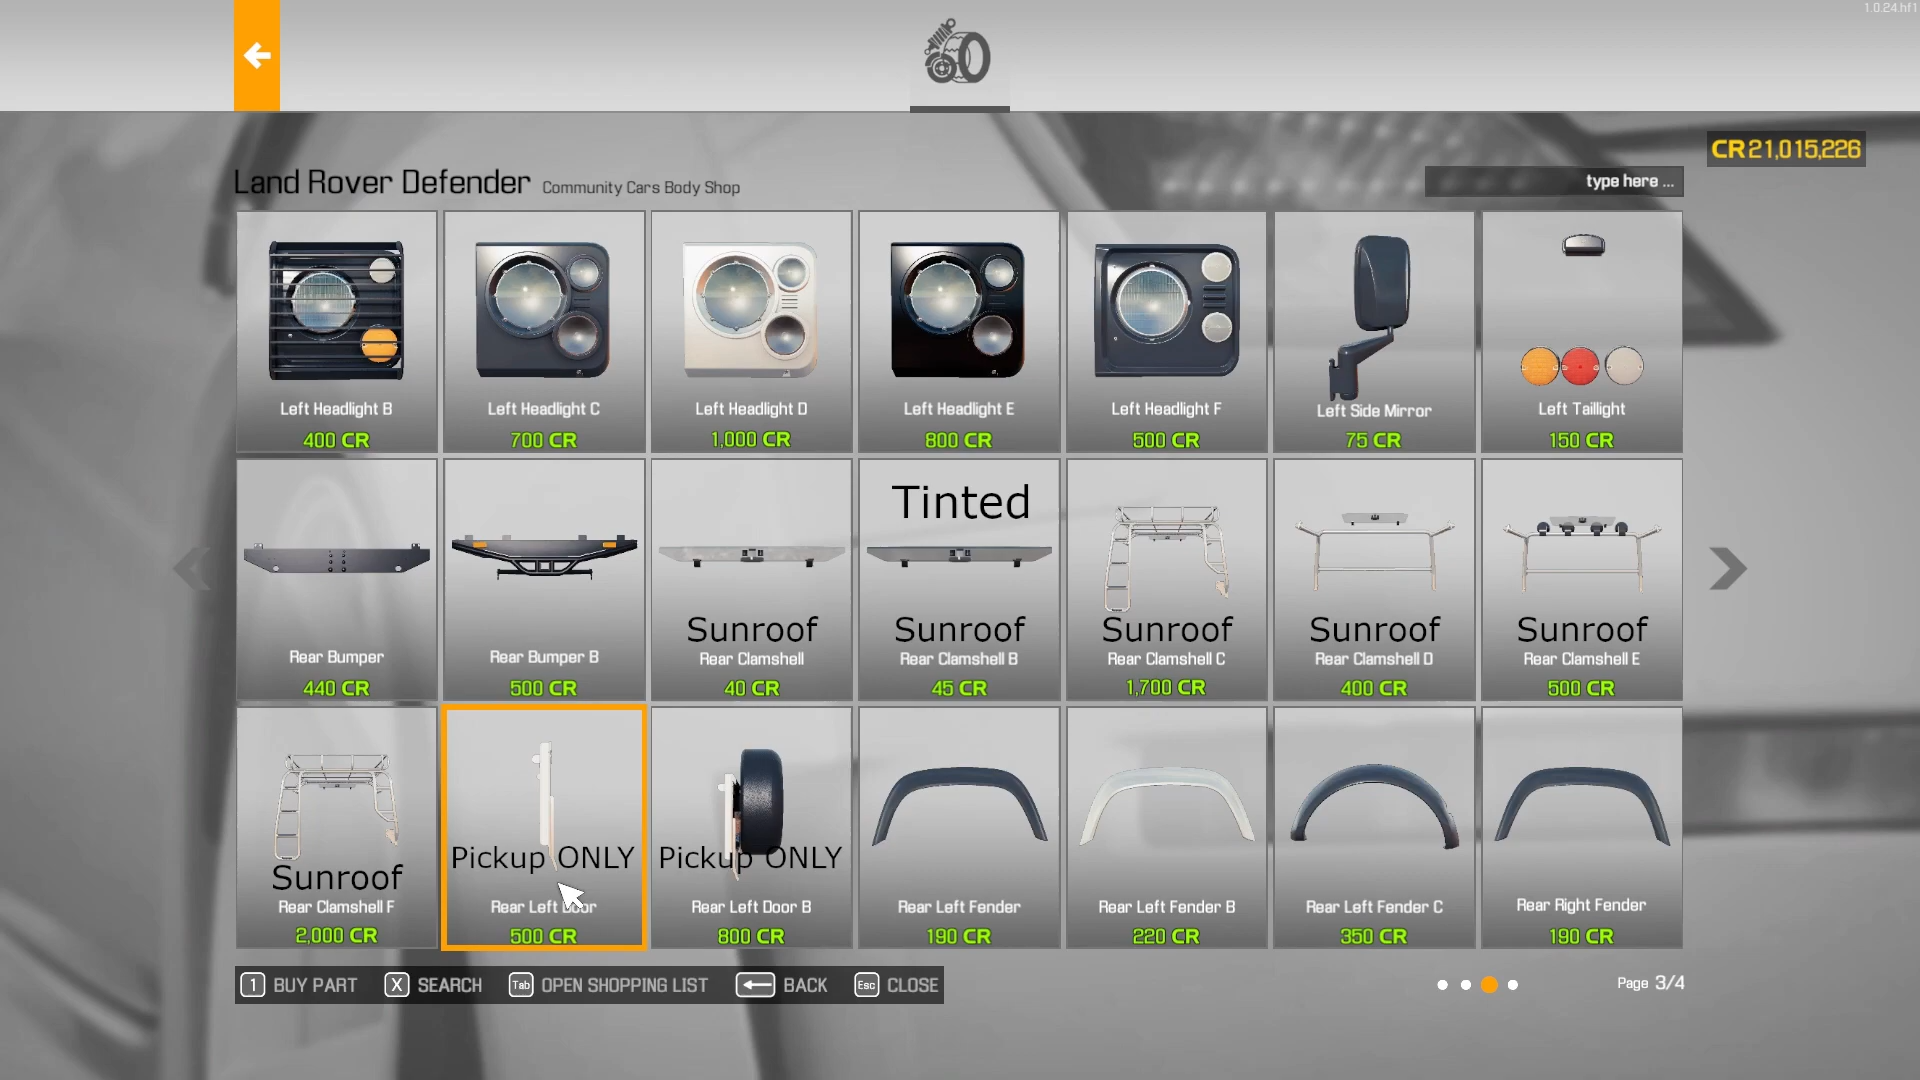 1.0.24.hf1
CR 21,015,226
Land Rover Defender Community Cars Body Shop
type here ...
Left Headlight B
400 CR
Left Headlight C
700 CR
Left Headlight D
1,000 CR
Left Headlight E
800 CR
Left Headlight F
500 CR
Left Side Mirror
75 CR
Left Taillight
150 CR
Rear Bumper
440 CR
Rear Bumper B
500 CR
Sunroof
Rear Clamshell
40 CR
Tinted
Sunroof
Rear Clamshell B
45 CR
Sunroof
Rear Clamshell C
1,700 CR
Sunroof
Rear Clamshell D
400 CR
Sunroof
Rear Clamshell E
500 CR
Sunroof
Rear Clamshell F
2,000 CR
Pickup ONLY
Rear Left Door
500 CR
Pickup ONLY
Rear Left Door B
800 CR
Rear Left Fender
190 CR
Rear Left Fender B
220 CR
Rear Left Fender C
350 CR
Rear Right Fender
190 CR
1 BUY PART X SEARCH Tab OPEN SHOPPING LIST BACK Esc CLOSE
Page 3/4